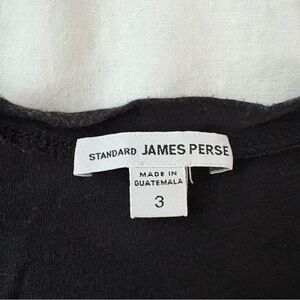 STANDARD JAMES PERSE
MADE IN
GUATEMALA
3